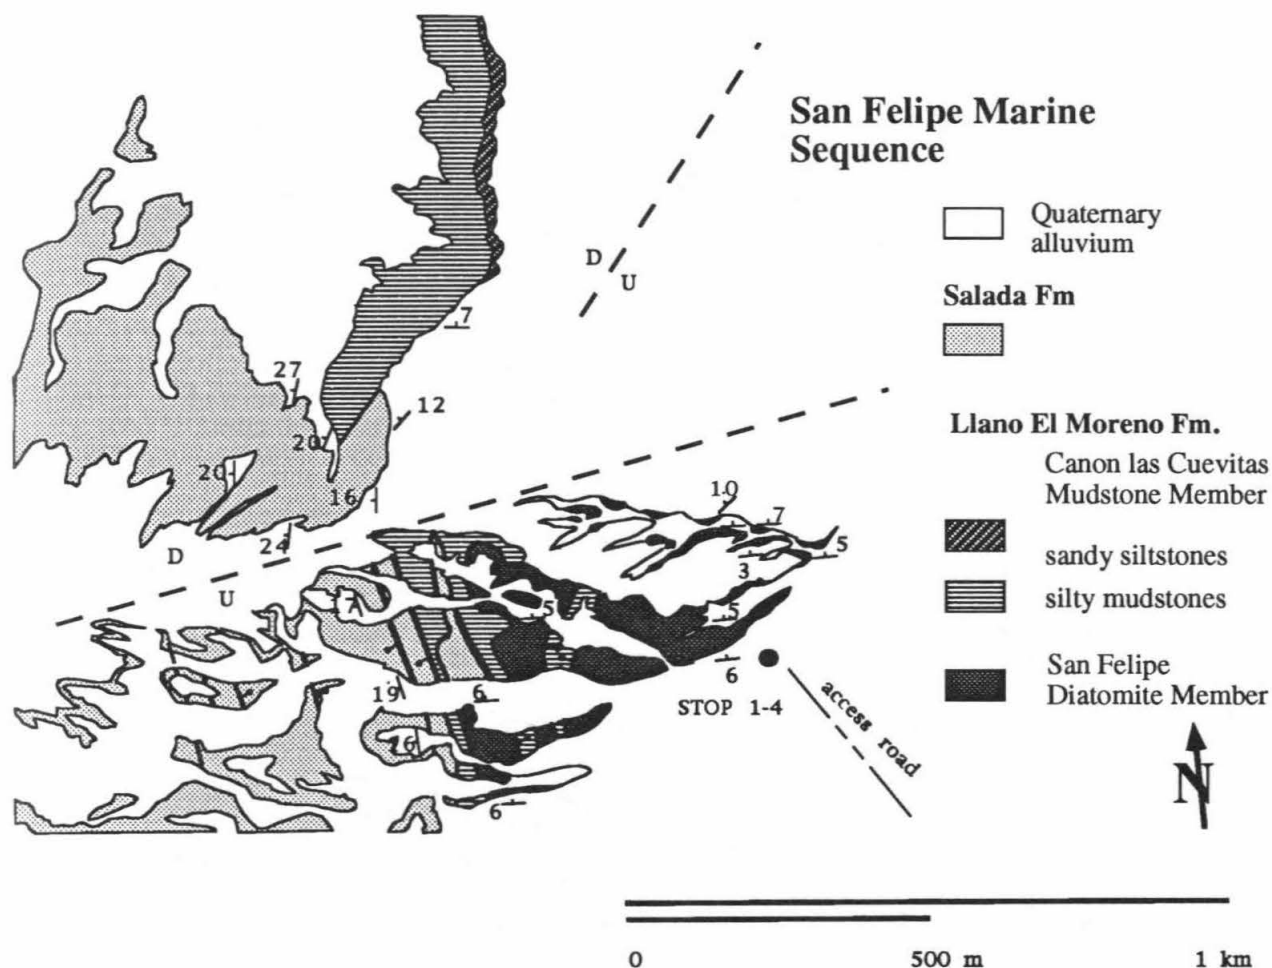 San Felipe Marine
Sequence
Quaternary
alluvium
Salada Fm
Llano El Moreno Fm.
Canon las Cuevitas
Mudstone Member
sandy siltstones
silty mudstones
San Felipe
Diatomite Member
D
U
7
27
12
20
20
16
24
D
U
10
7
5
3
5
5
6
19
6
16
6
STOP 1-4
access road
N
0 500 m 1 km